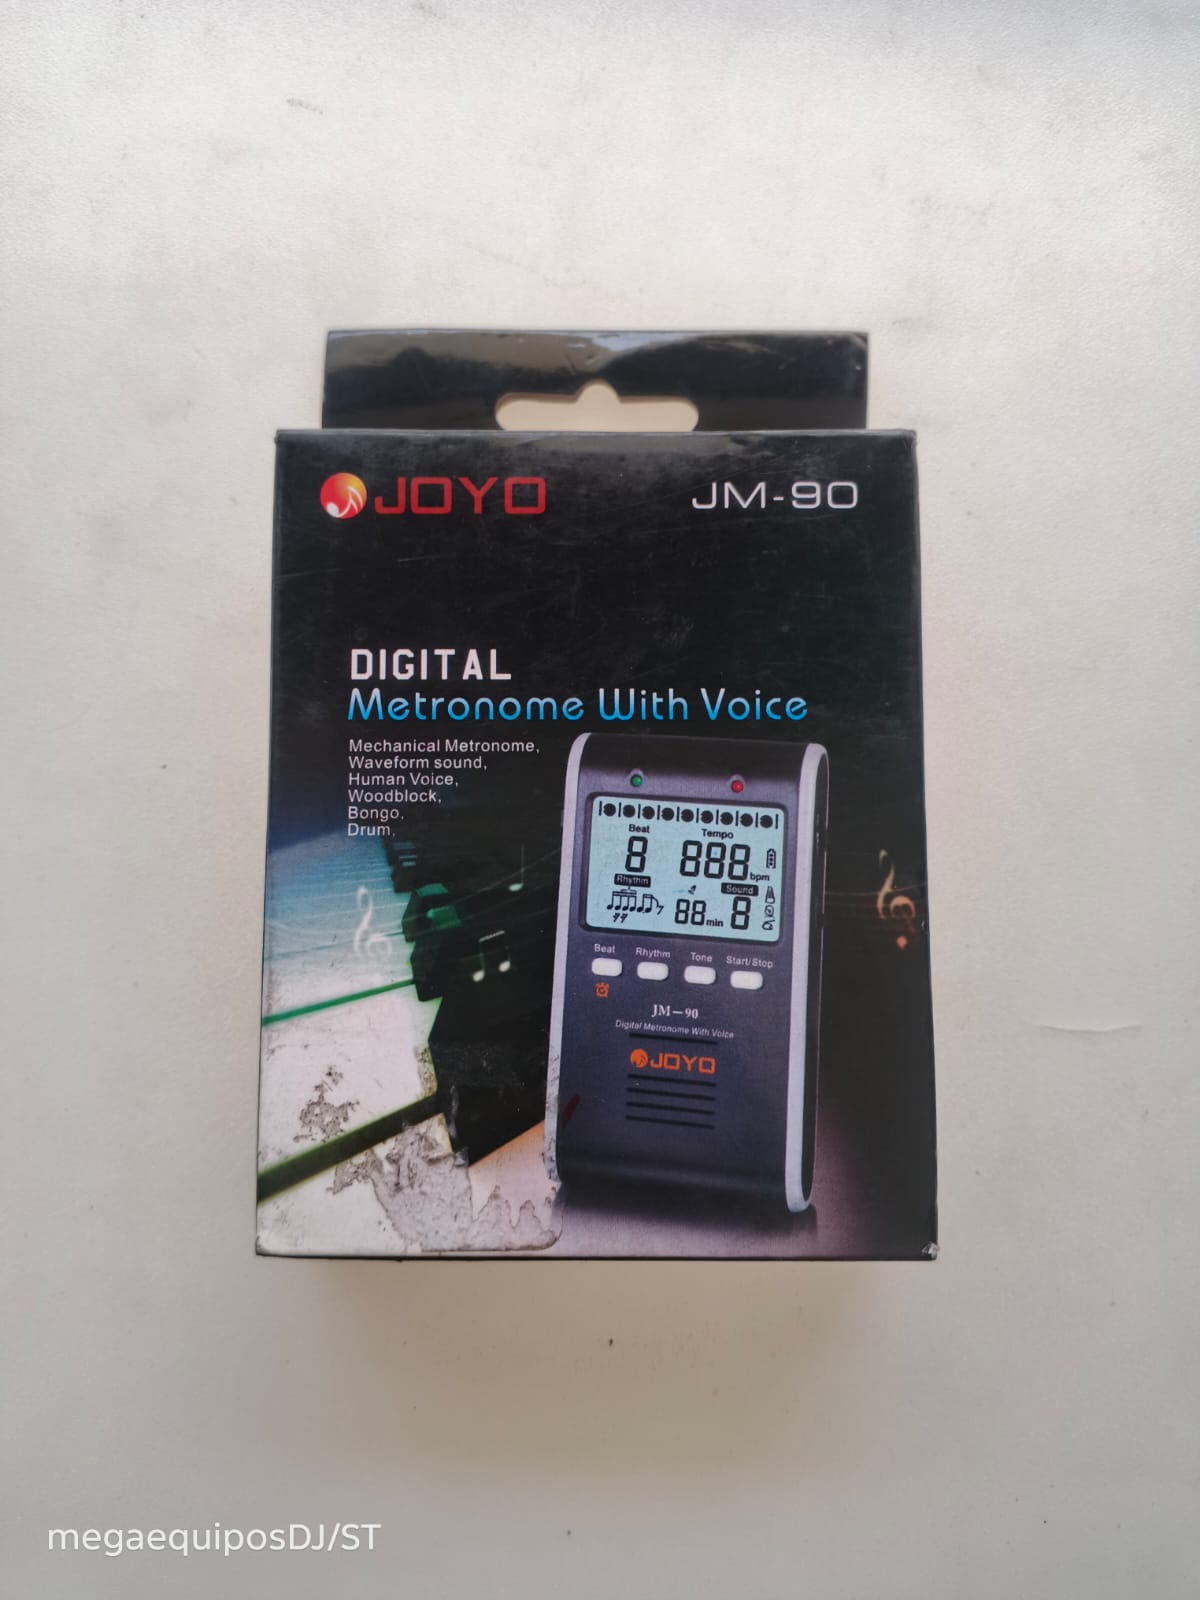 JOYO
JM-90
DIGITAL
Metronome With Voice
Mechanical Metronome,
Waveform sound,
Human Voice,
Woodblock,
Bongo,
Drum,
Beat
Tempo
8
888 bpm
Rhythm
Sound
88 min 8
Beat Rhythm Tone Start/Stop
JM-90
Digital Metronome With Voice
JOYO
megaequiposDJ/ST